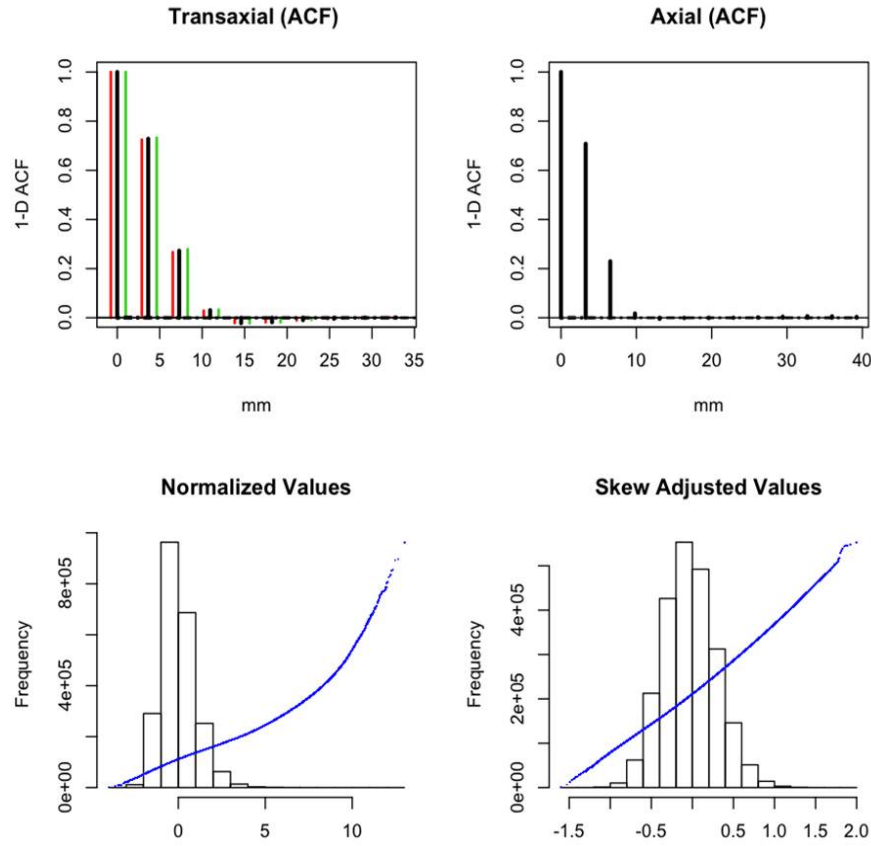 Transaxial (ACF)
1-D ACF
0.0 0.2 0.4 0.6 0.8 1.0
0 5 10 15 20 25 30 35
mm
Axial (ACF)
1-D ACF
0.0 0.2 0.4 0.6 0.8 1.0
0 10 20 30 40
mm
Normalized Values
Frequency
0e+00 4e+05 8e+05
0 5 10
Skew Adjusted Values
Frequency
0e+00 2e+05 4e+05
-1.5 -0.5 0.5 1.0 1.5 2.0